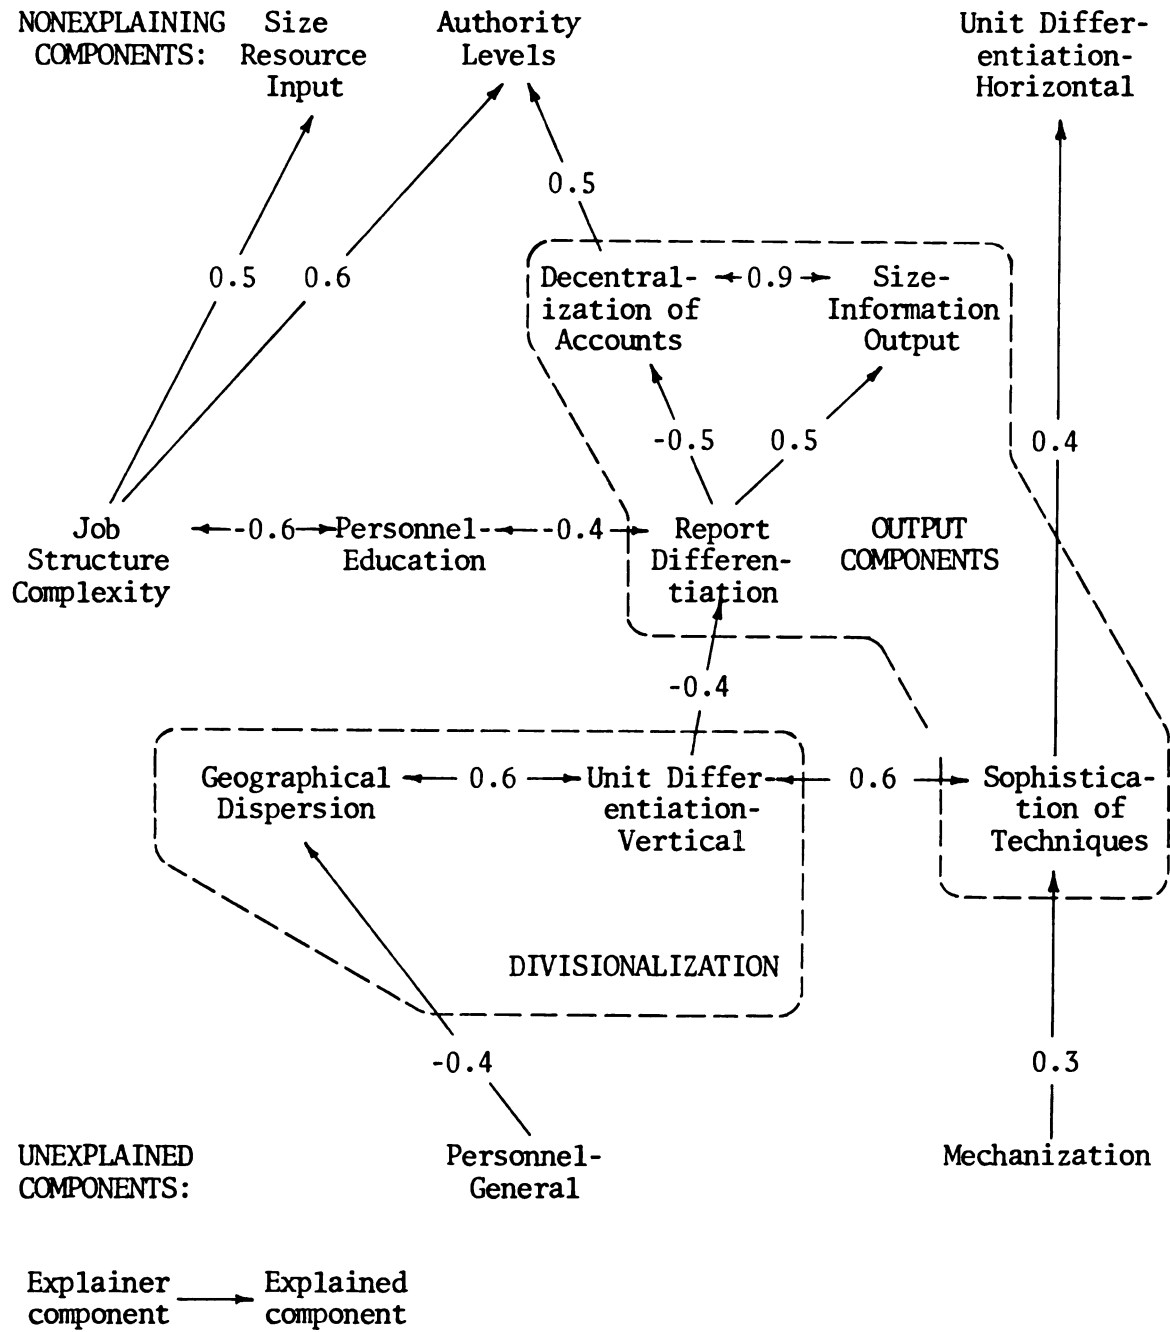 NONEXPLAINING COMPONENTS:
Size Resource Input
Authority Levels
Unit Differ-
entiation-
Horizontal
0.5
0.5
0.6
Decentral-
ization of
Accounts
0.9
Size-
Information
Output
-0.5
0.5
0.4
Job
Structure
Complexity
-0.6
Personnel-
Education
-0.4
Report
Differen-
tiation
OUTPUT
COMPONENTS
-0.4
Geographical
Dispersion
0.6
Unit Differ-
entiation-
Vertical
0.6
Sophistica-
tion of
Techniques
DIVISIONALIZATION
-0.4
0.3
UNEXPLAINED
COMPONENTS:
Personnel-
General
Mechanization
Explainer
component
Explained
component